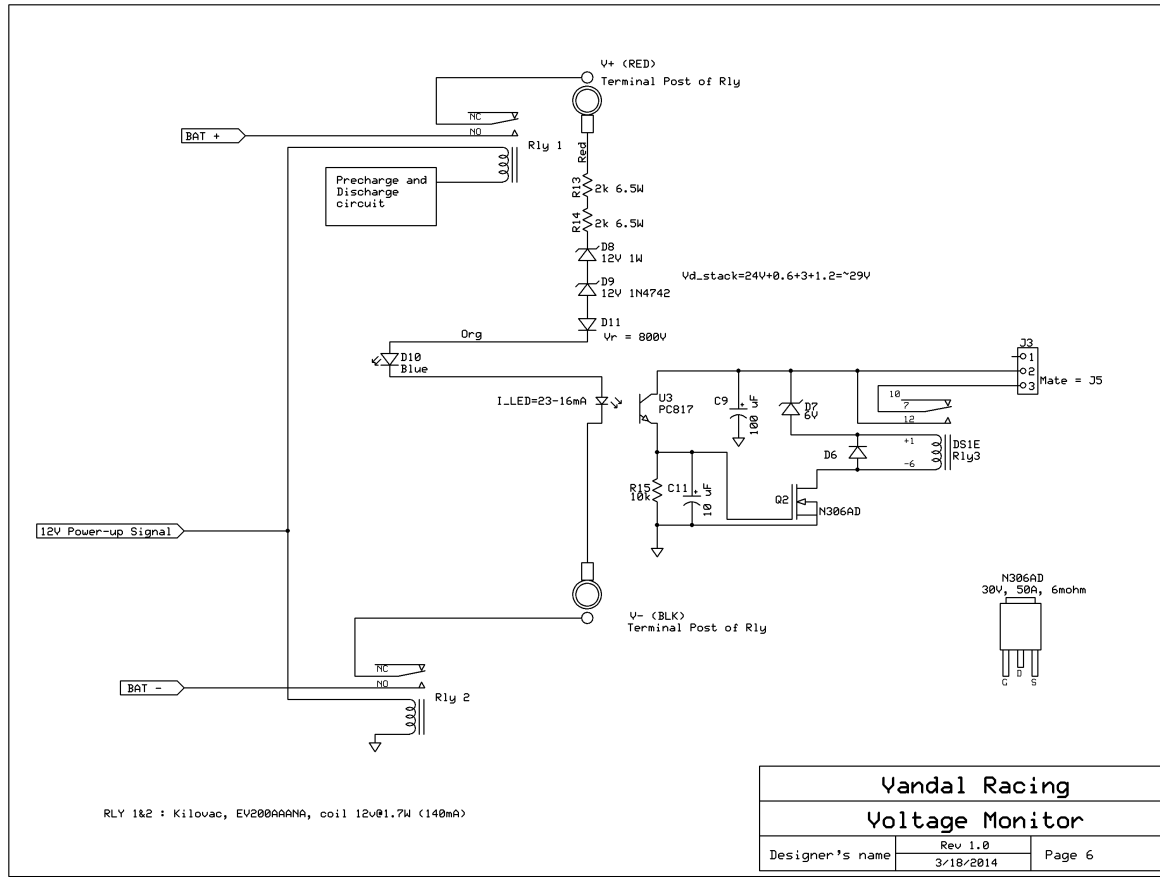 V+ (RED)
Terminal Post of Rly
NC
NO
BAT +
Rly 1
Red
Precharge and
Discharge
circuit
R13
2k 6.5W
R14
2k 6.5W
D8
12V 1W
D9
12V 1N4742
Vd_stack=24V+0.6+3+1.2=~29V
D11
Vr = 800V
Org
D10
Blue
I_LED=23-16mA
U3
PC817
C9
+
100 uF
D7
6V
J3
1
2
3
Mate = J5
10
7
12
DS1E
Rly3
+1
-6
D6
R15
10k
C11
+
10 uF
Q2
N306AD
12V Power-up Signal
V- (BLK)
Terminal Post of Rly
N306AD
30V, 50A, 6mohm
G
D
S
NC
NO
BAT -
Rly 2
RLY 1&2 : Kilovac, EV200AAANA, coil 12v@1.7W (140mA)
Vandal Racing
Voltage Monitor
Designer's name
Rev 1.0
3/18/2014
Page 6